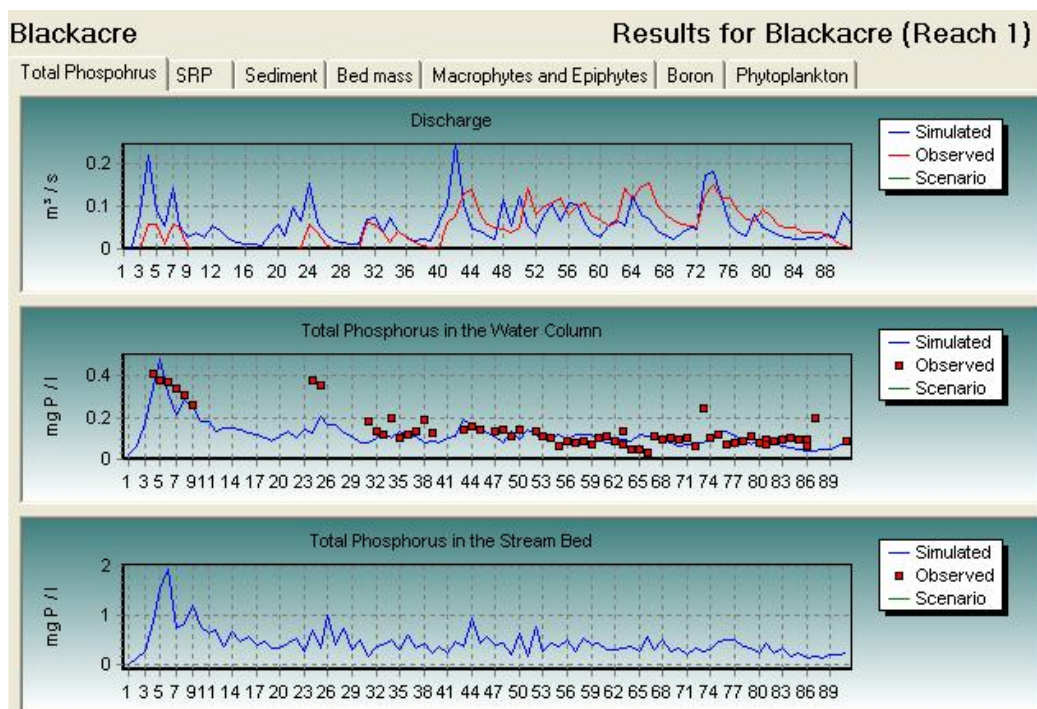 Blackacre Results for Blackacre (Reach 1)
Total Phospohrus SRP Sediment Bed mass Macrophytes and Epiphytes Boron Phytoplankton
Discharge
m³ / s
0.2
0.1
0
1 3 5 7 9 12 16 20 24 28 32 36 40 44 48 52 56 60 64 68 72 76 80 84 88
Simulated
Observed
Scenario
Total Phosphorus in the Water Column
mg P / l
0.4
0.2
0
1 3 5 7 9 11 14 17 20 23 26 29 32 35 38 41 44 47 50 53 56 59 62 65 68 71 74 77 80 83 86 89
Simulated
Observed
Scenario
Total Phosphorus in the Stream Bed
mg P / l
2
1
0
1 3 5 7 9 11 14 17 20 23 26 29 32 35 38 41 44 47 50 53 56 59 62 65 68 71 74 77 80 83 86 89
Simulated
Observed
Scenario